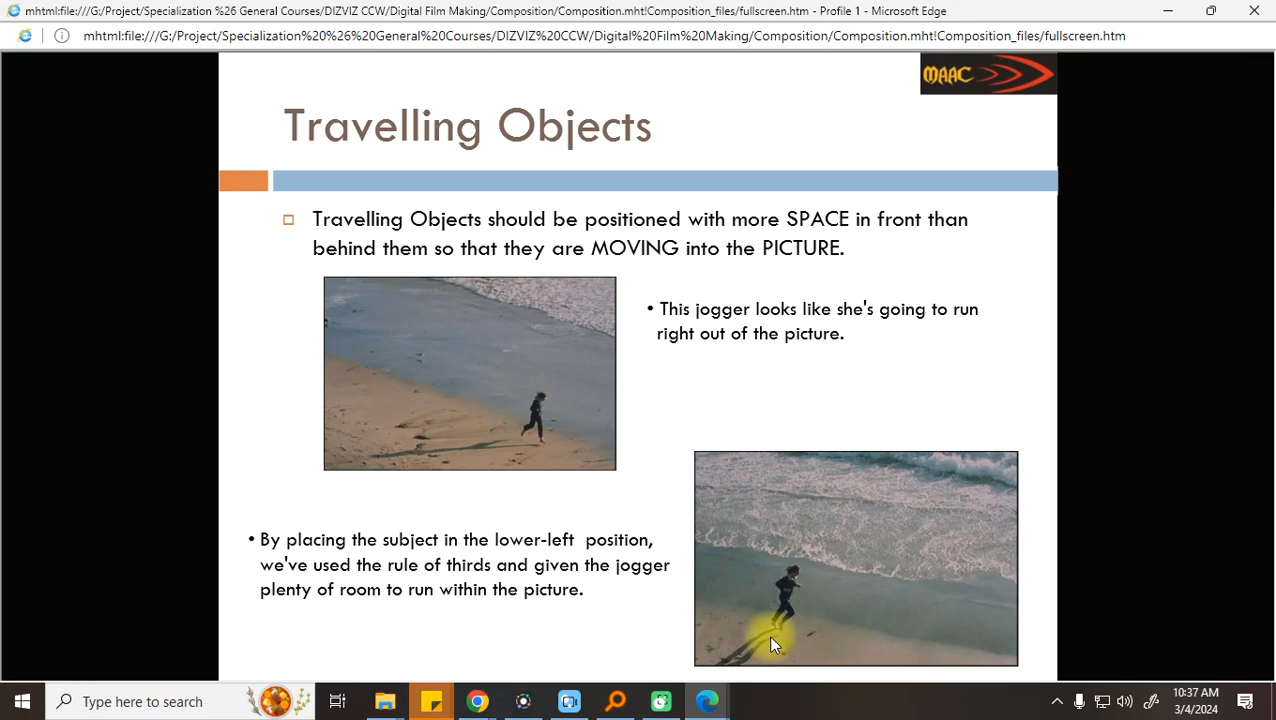 mhtml:file:///G:/Project/Specialization %26 General Courses/DIZVIZ CCW/Digital Film Making/Composition/Composition.mht!Composition_files/fullscreen.htm - Profile 1 - Microsoft Edge
mhtml:file:///G:/Project/Specialization%20%26%20General%20Courses/DIZVIZ%20CCW/Digital%20Film%20Making/Composition/Composition.mht!Composition_files/fullscreen.htm
MAAC
Travelling Objects
Travelling Objects should be positioned with more SPACE in front than
behind them so that they are MOVING into the PICTURE.
• This jogger looks like she's going to run
right out of the picture.
• By placing the subject in the lower-left position,
we've used the rule of thirds and given the jogger
plenty of room to run within the picture.
Type here to search
10:37 AM
3/4/2024